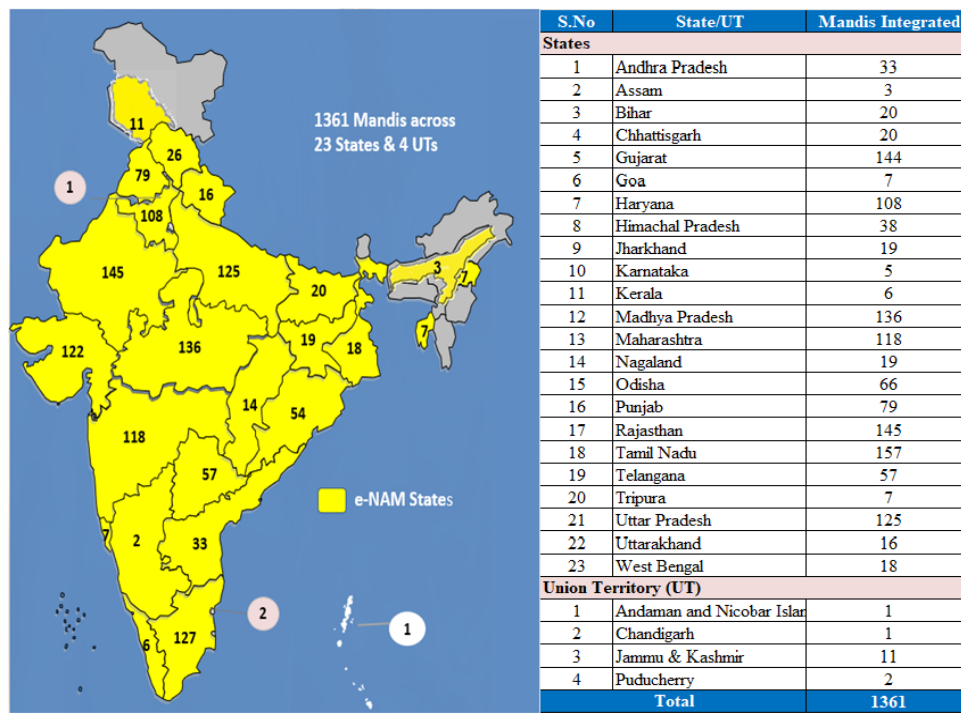 1361 Mandis across
23 States & 4 UTs
11
26
79
1
16
108
145
125
3
7
20
122
136
19
18
7
14
54
118
57
e-NAM States
7
2
33
2
1
6
127
S.No State/UT Mandis Integrated
States
1 Andhra Pradesh 33
2 Assam 3
3 Bihar 20
4 Chhattisgarh 20
5 Gujarat 144
6 Goa 7
7 Haryana 108
8 Himachal Pradesh 38
9 Jharkhand 19
10 Karnataka 5
11 Kerala 6
12 Madhya Pradesh 136
13 Maharashtra 118
14 Nagaland 19
15 Odisha 66
16 Punjab 79
17 Rajasthan 145
18 Tamil Nadu 157
19 Telangana 57
20 Tripura 7
21 Uttar Pradesh 125
22 Uttarakhand 16
23 West Bengal 18
Union Territory (UT)
1 Andaman and Nicobar Islan 1
2 Chandigarh 1
3 Jammu & Kashmir 11
4 Puducherry 2
Total 1361